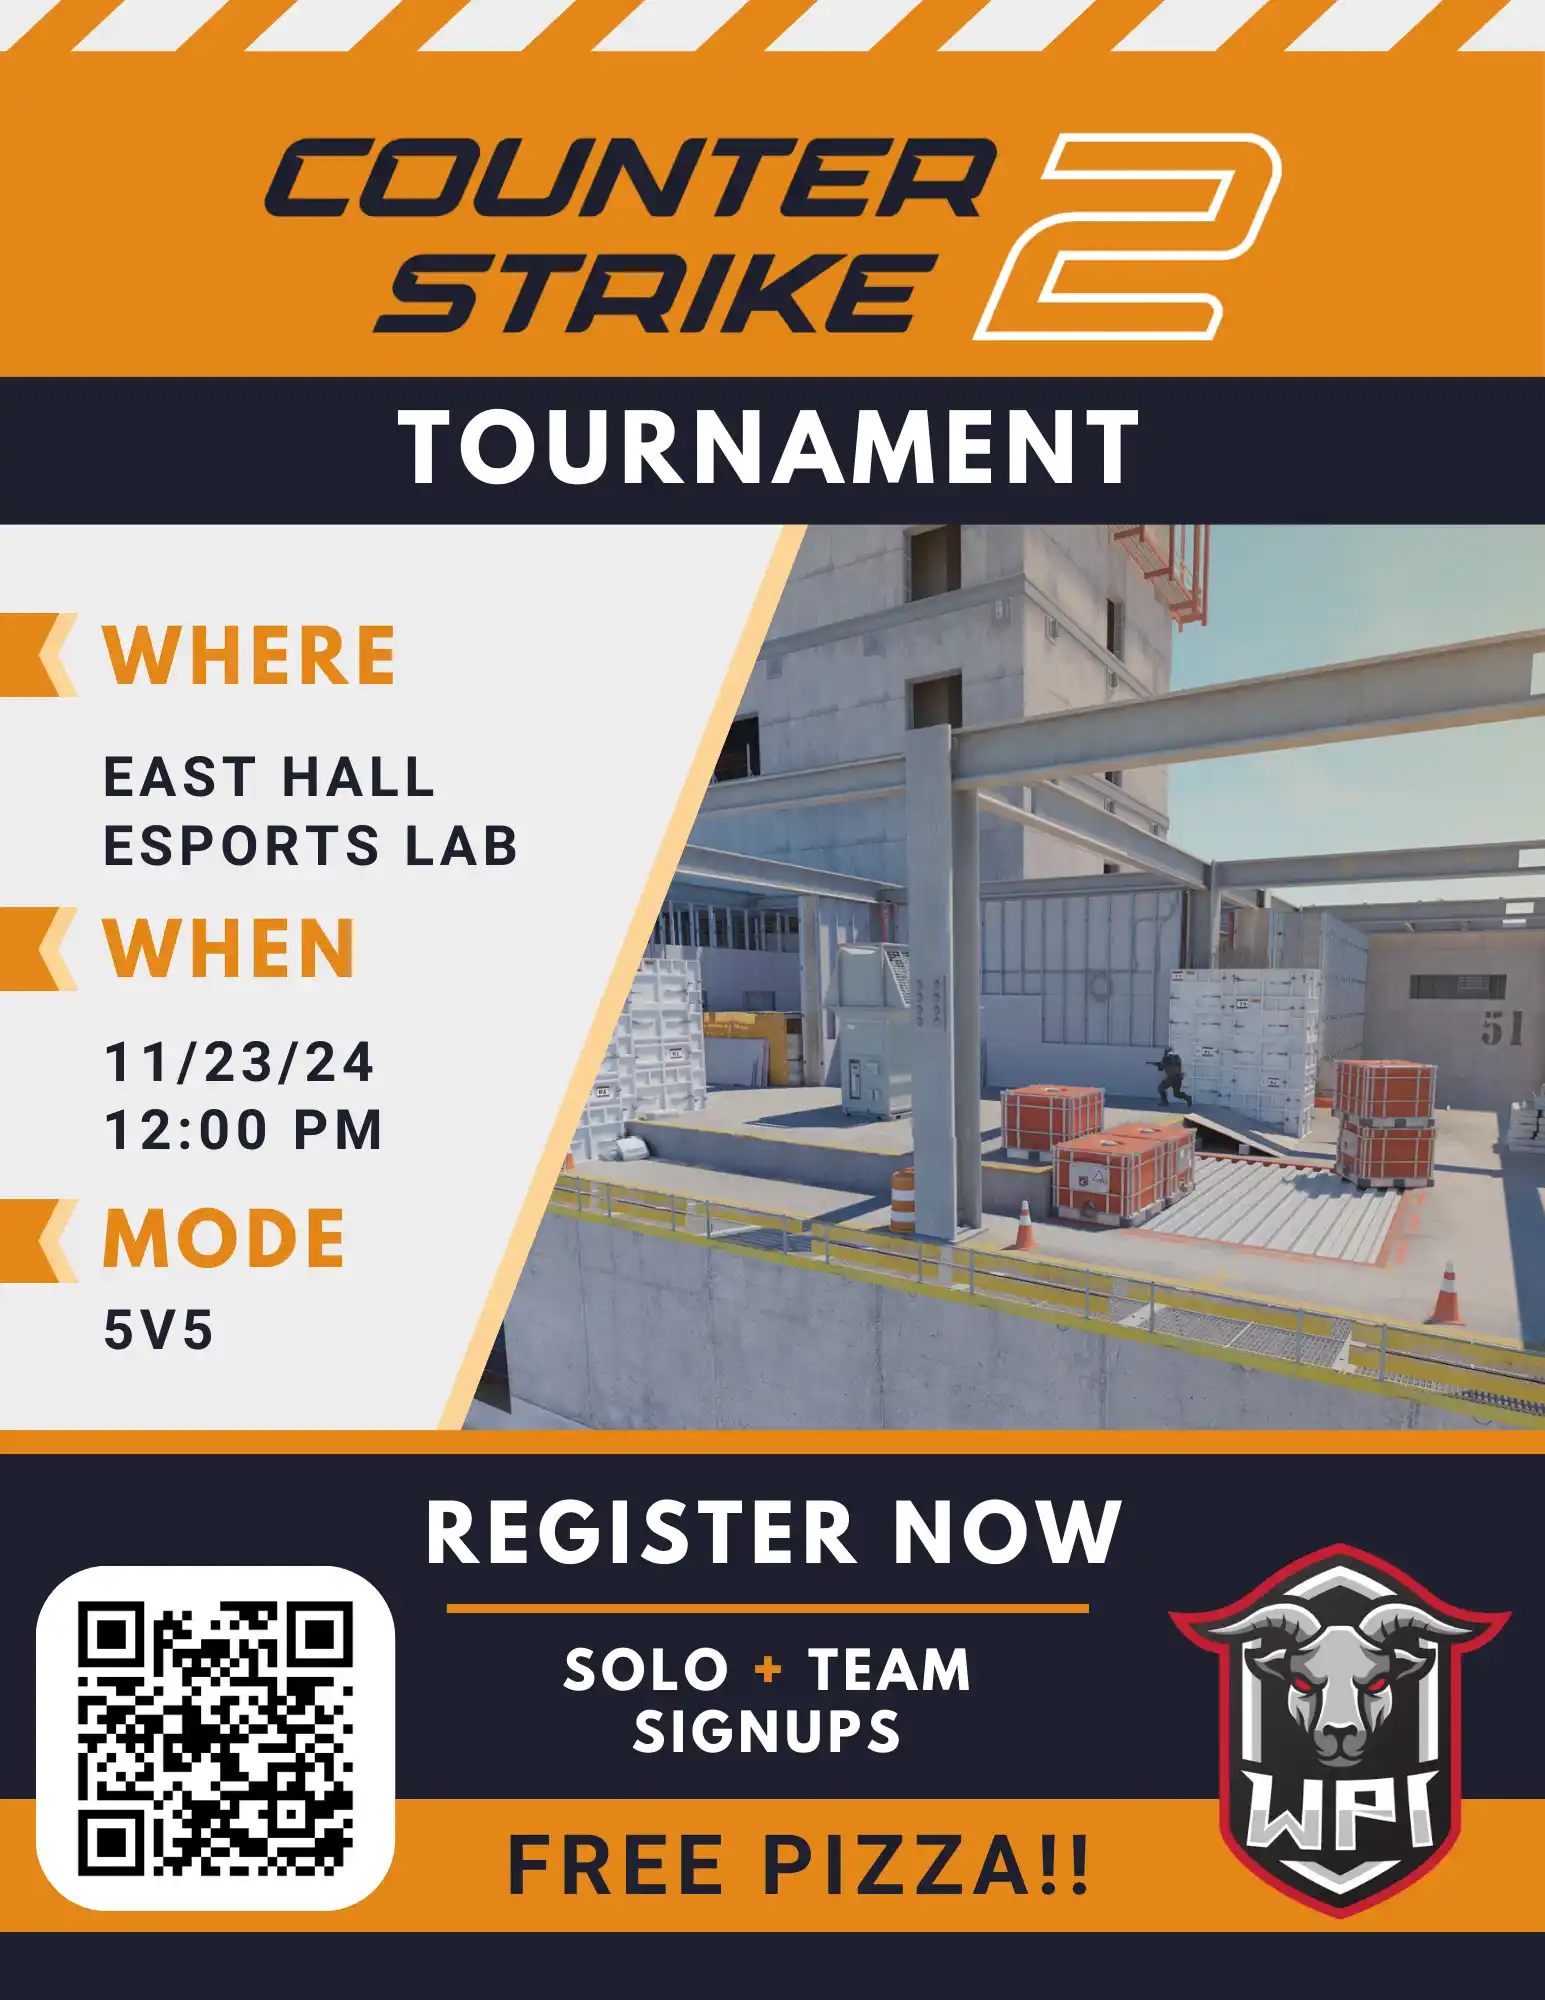 COUNTER
STRIKE 2
TOURNAMENT
WHERE
EAST HALL
ESPORTS LAB
WHEN
11/23/24
12:00 PM
MODE
5V5
51
REGISTER NOW
SOLO + TEAM
SIGNUPS
WPI
FREE PIZZA!!